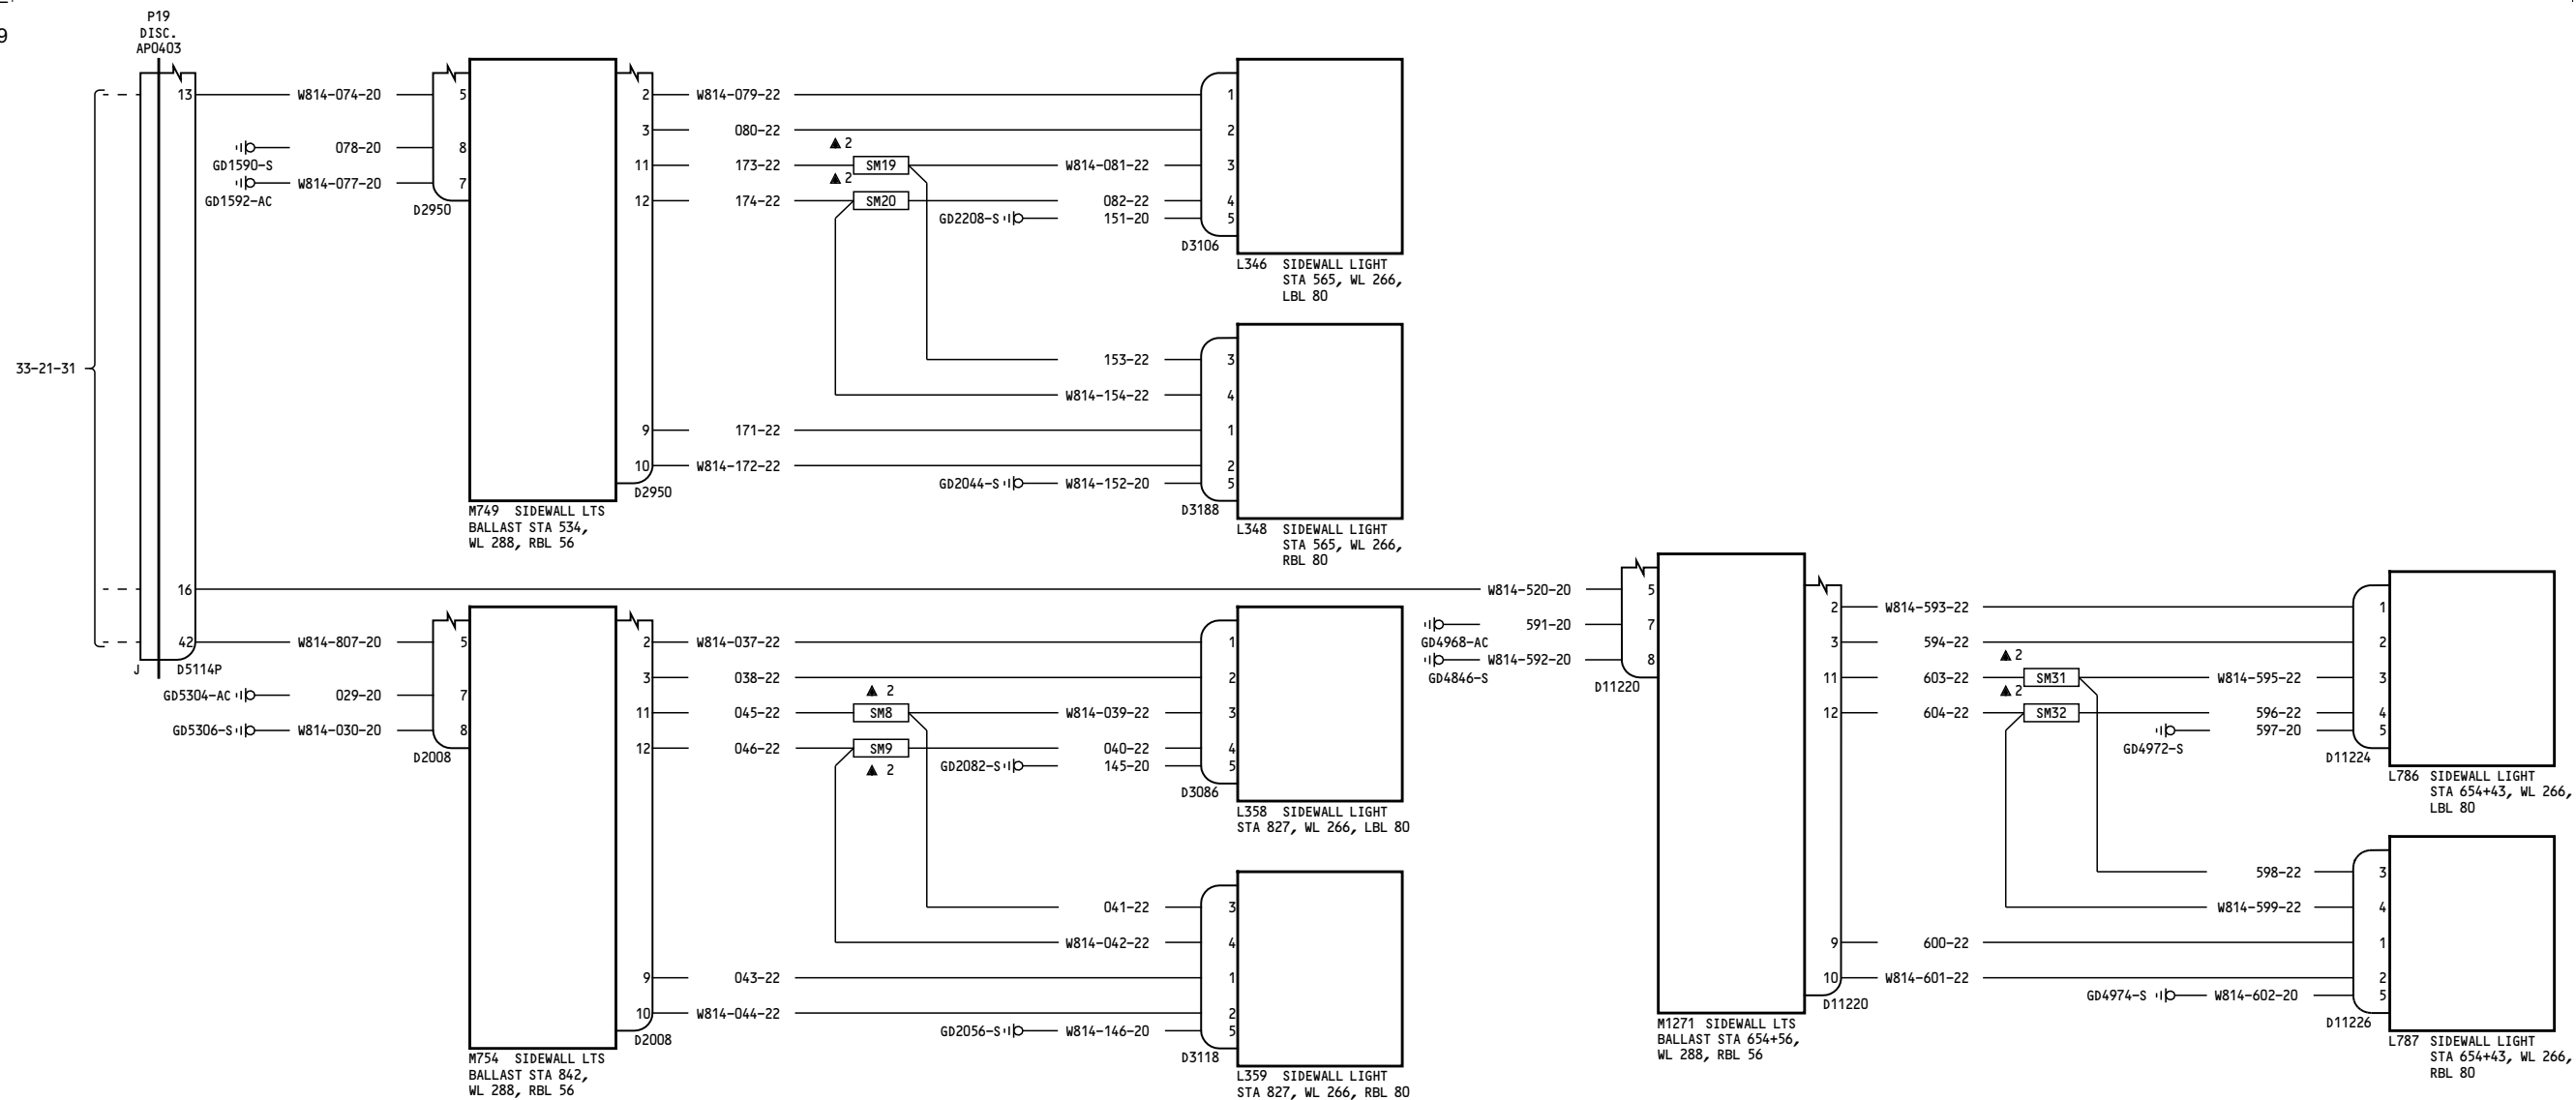 9
P19
DISC.
AP0403
33-21-31
13
16
42
J
D5114P
W814-074-20
5
078-20
8
GD1590-S
W814-077-20
7
GD1592-AC
D2950
M749 SIDEWALL LTS
BALLAST STA 534,
WL 288, RBL 56
2 W814-079-22 1
3 080-22 2
▲ 2
11 173-22 SM19 W814-081-22 3
▲ 2
12 174-22 SM20 082-22 4
GD2208-S 151-20 5
D3106
L346 SIDEWALL LIGHT
STA 565, WL 266,
LBL 80
153-22 3
W814-154-22 4
9 171-22 1
10 W814-172-22 2
GD2044-S W814-152-20 5
D2950
D3188
L348 SIDEWALL LIGHT
STA 565, WL 266,
RBL 80
W814-807-20 5
GD5304-AC 029-20 7
GD5306-S W814-030-20 8
D2008
M754 SIDEWALL LTS
BALLAST STA 842,
WL 288, RBL 56
2 W814-037-22 1
3 038-22 2
▲ 2
11 045-22 SM8 W814-039-22 3
12 046-22 SM9 040-22 4
▲ 2
GD2082-S 145-20 5
D3086
L358 SIDEWALL LIGHT
STA 827, WL 266, LBL 80
041-22 3
W814-042-22 4
9 043-22 1
10 W814-044-22 2
GD2056-S W814-146-20 5
D2008
D3118
L359 SIDEWALL LIGHT
STA 827, WL 266, RBL 80
W814-520-20 5
591-20 7
GD4968-AC
W814-592-20 8
GD4846-S
D11220
M1271 SIDEWALL LTS
BALLAST STA 654+56,
WL 288, RBL 56
2 W814-593-22 1
3 594-22 2
▲ 2
11 603-22 SM31 W814-595-22 3
▲ 2
12 604-22 SM32 596-22 4
597-20 5
GD4972-S
D11224
L786 SIDEWALL LIGHT
STA 654+43, WL 266,
LBL 80
598-22 3
W814-599-22 4
9 600-22 1
10 W814-601-22 2
GD4974-S W814-602-20 5
D11220
D11226
L787 SIDEWALL LIGHT
STA 654+43, WL 266,
RBL 80